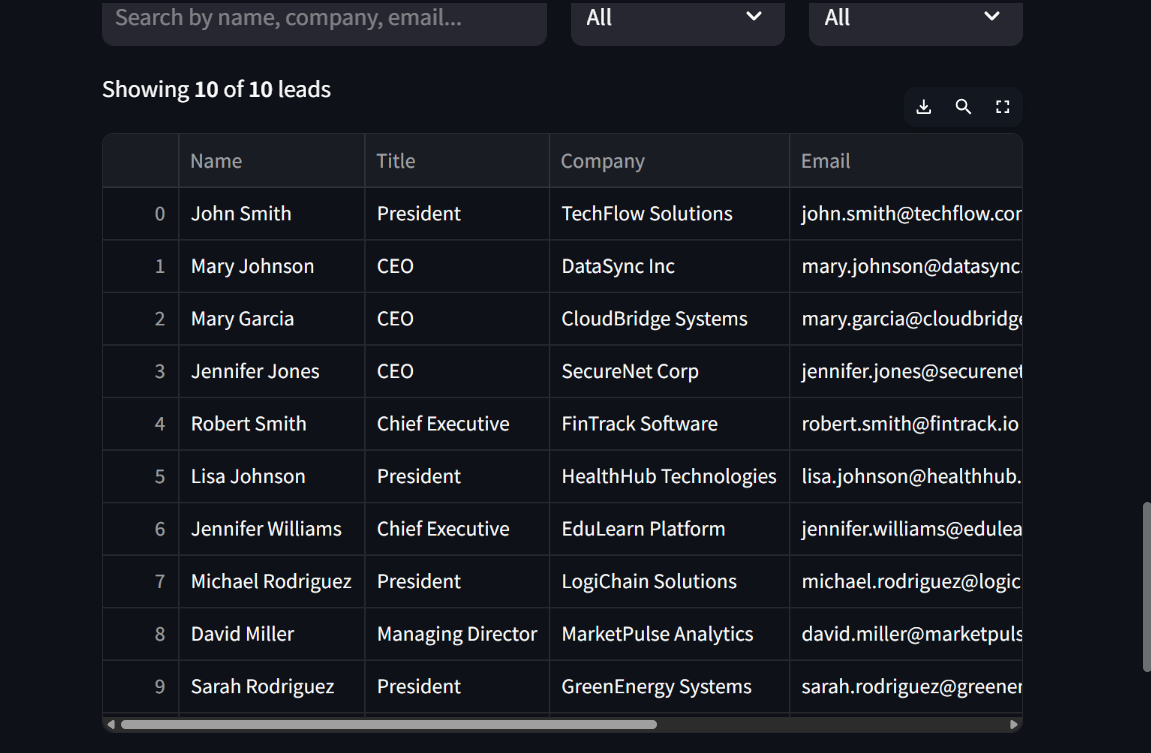 Search by name, company, email...
All
All
Showing 10 of 10 leads
Name Title Company Email
0 John Smith President TechFlow Solutions john.smith@techflow.co
1 Mary Johnson CEO DataSync Inc mary.johnson@datasync.
2 Mary Garcia CEO CloudBridge Systems mary.garcia@cloudbridge
3 Jennifer Jones CEO SecureNet Corp jennifer.jones@securenet
4 Robert Smith Chief Executive FinTrack Software robert.smith@fintrack.io
5 Lisa Johnson President HealthHub Technologies lisa.johnson@healthhub.
6 Jennifer Williams Chief Executive EduLearn Platform jennifer.williams@edulea
7 Michael Rodriguez President LogiChain Solutions michael.rodriguez@logic
8 David Miller Managing Director MarketPulse Analytics david.miller@marketpuls
9 Sarah Rodriguez President GreenEnergy Systems sarah.rodriguez@greener